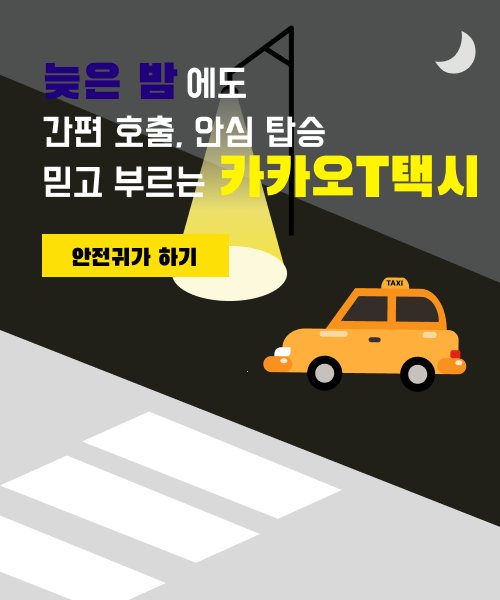 늦은 밤 에도
간편 호출, 안심 탑승
믿고 부르는 카카오T택시
안전귀가 하기
TAXI